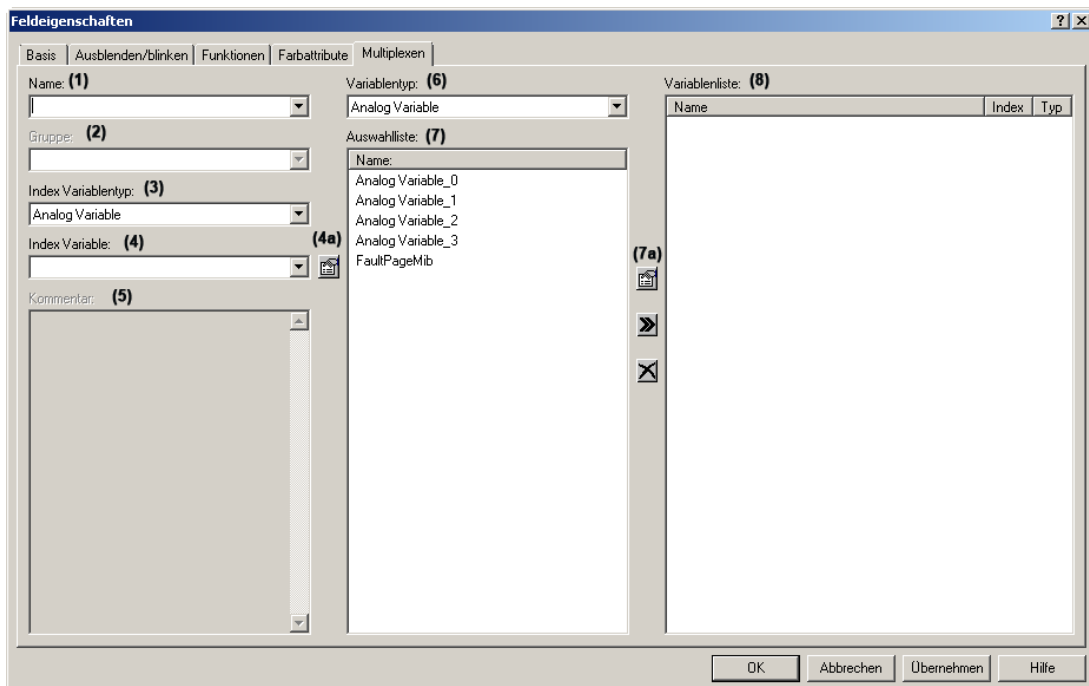 Feldeigenschaften
Basis
Ausblenden/blinken
Funktionen
Farbattribute
Multiplexen
Name: (1)
Gruppe: (2)
Index Variablentyp: (3)
Analog Variable
Index Variable: (4)
(4a)
Kommentar: (5)
Variablentyp: (6)
Analog Variable
Auswahlliste: (7)
Name:
Analog Variable_0
Analog Variable_1
Analog Variable_2
Analog Variable_3
FaultPageMib
(7a)
Variablenliste: (8)
Name Index Typ
OK
Abbrechen
Übernehmen
Hilfe